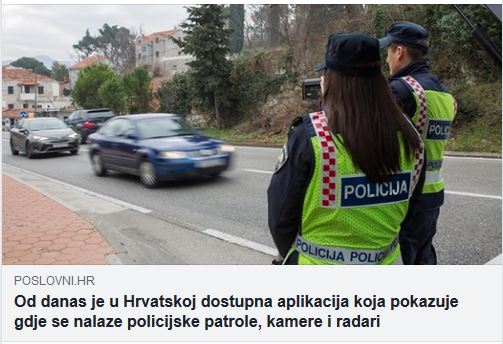 POLICIJA
POLICIJA POLICIJA
POSLOVNI.HR
Od danas je u Hrvatskoj dostupna aplikacija koja pokazuje
gdje se nalaze policijske patrole, kamere i radari